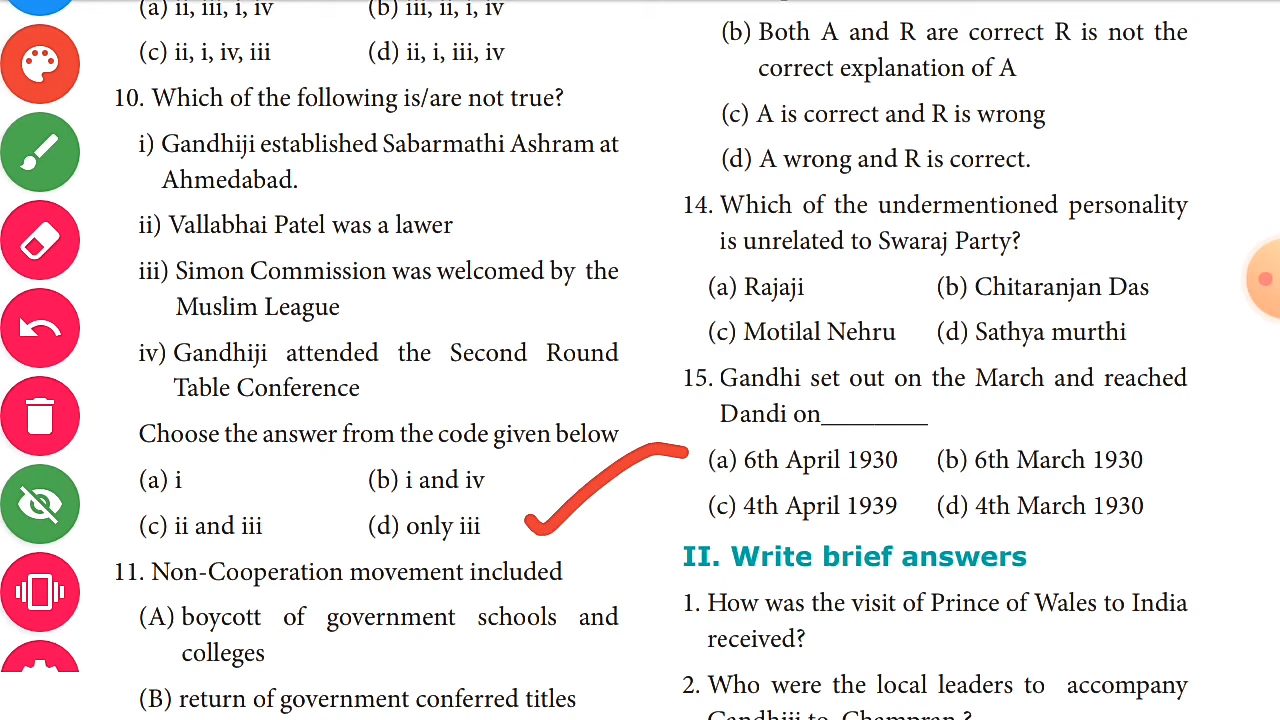 (a) ii, iii, i, iv (b) iii, ii, i, iv
(c) ii, i, iv, iii (d) ii, i, iii, iv
10. Which of the following is/are not true?
i) Gandhiji established Sabarmathi Ashram at
Ahmedabad.
ii) Vallabhai Patel was a lawer
iii) Simon Commission was welcomed by the
Muslim League
iv) Gandhiji attended the Second Round
Table Conference
Choose the answer from the code given below
(a) i (b) i and iv
(c) ii and iii (d) only iii
11. Non-Cooperation movement included
(A) boycott of government schools and
colleges
(B) return of government conferred titles
(b) Both A and R are correct R is not the
correct explanation of A
(c) A is correct and R is wrong
(d) A wrong and R is correct.
14. Which of the undermentioned personality
is unrelated to Swaraj Party?
(a) Rajaji (b) Chitaranjan Das
(c) Motilal Nehru (d) Sathya murthi
15. Gandhi set out on the March and reached
Dandi on________
(a) 6th April 1930 (b) 6th March 1930
(c) 4th April 1939 (d) 4th March 1930
II. Write brief answers
1. How was the visit of Prince of Wales to India
received?
2. Who were the local leaders to accompany
Gandhiji to Champran ?